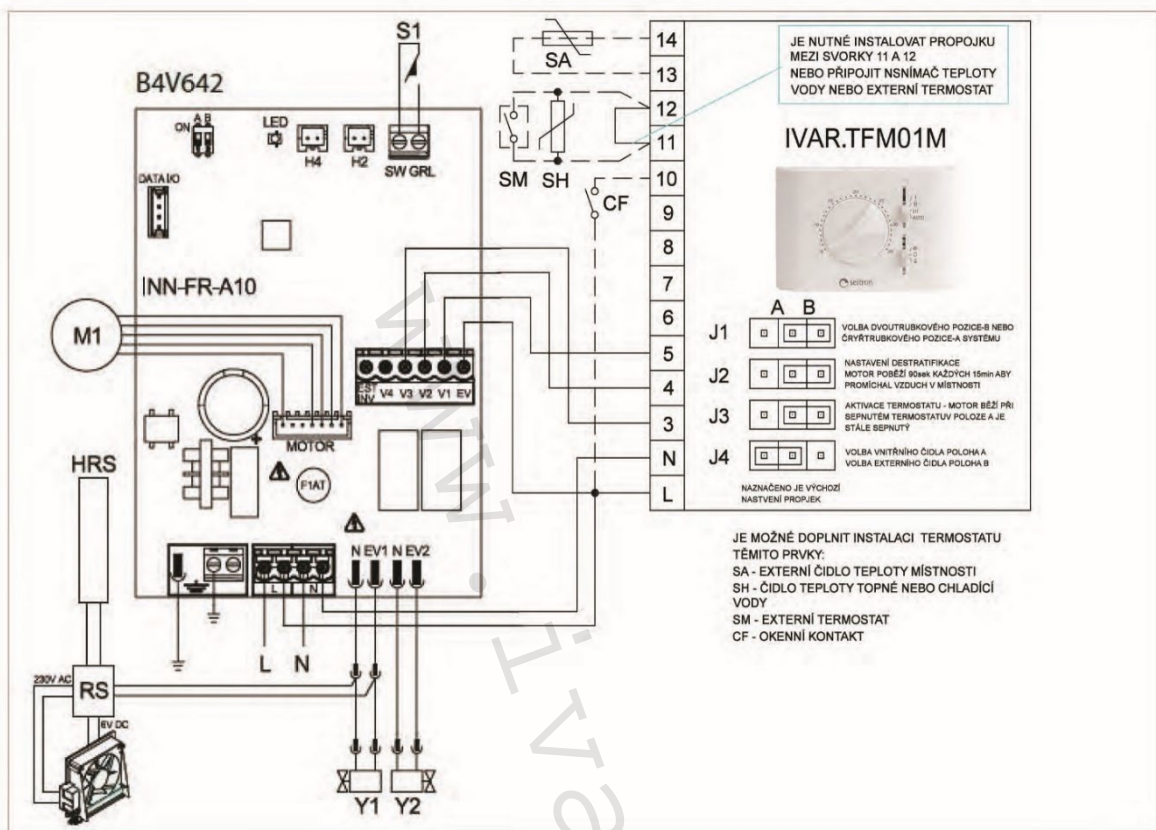 B4V642
S1
ON
A B
LED
H4
H2
SW GRL
DATA I/O
INN-FR-A10
M1
EST INV V4 V3 V2 V1 EV
MOTOR
F1AT
HRS
N EV1 N EV2
L N
L N
230V AC
RS
6V DC
Y1 Y2
SA
SM SH
CF
14
13
12
11
10
9
8
7
6
5
4
3
N
L
JE NUTNÉ INSTALOVAT PROPOJKU
MEZI SVORKY 11 A 12
NEBO PŘIPOJIT NSNÍMAČ TEPLOTY
VODY NEBO EXTERNÍ TERMOSTAT
IVAR.TFM01M
seitron
A B
J1
VOLBA DVOUTRUBKOVÉHO POZICE-B NEBO
ČRYŘTRUBKOVÉHO POZICE-A SYSTÉMU
J2
NASTAVENÍ DESTRATIFIKACE
MOTOR POBĚŽÍ 90sek KAŽDÝCH 15min ABY
PROMÍCHAL VZDUCH V MÍSTNOSTI
J3
AKTIVACE TERMOSTATU - MOTOR BĚŽÍ PŘI
SEPNUTÉM TERMOSTATUV POLOZE A JE
STÁLE SEPNUTÝ
J4
VOLBA VNITŘNÍHO ČIDLA POLOHA A
VOLBA EXTERNÍHO ČIDLA POLOHA B
NAZNAČENO JE VÝCHOZÍ
NASTVENÍ PROPJEK
JE MOŽNÉ DOPLNIT INSTALACI TERMOSTATU
TĚMITO PRVKY:
SA - EXTERNÍ ČIDLO TEPLOTY MÍSTNOSTI
SH - ČIDLO TEPLOTY TOPNÉ NEBO CHLADÍCÍ
VODY
SM - EXTERNÍ TERMOSTAT
CF - OKENNÍ KONTAKT
www.iva